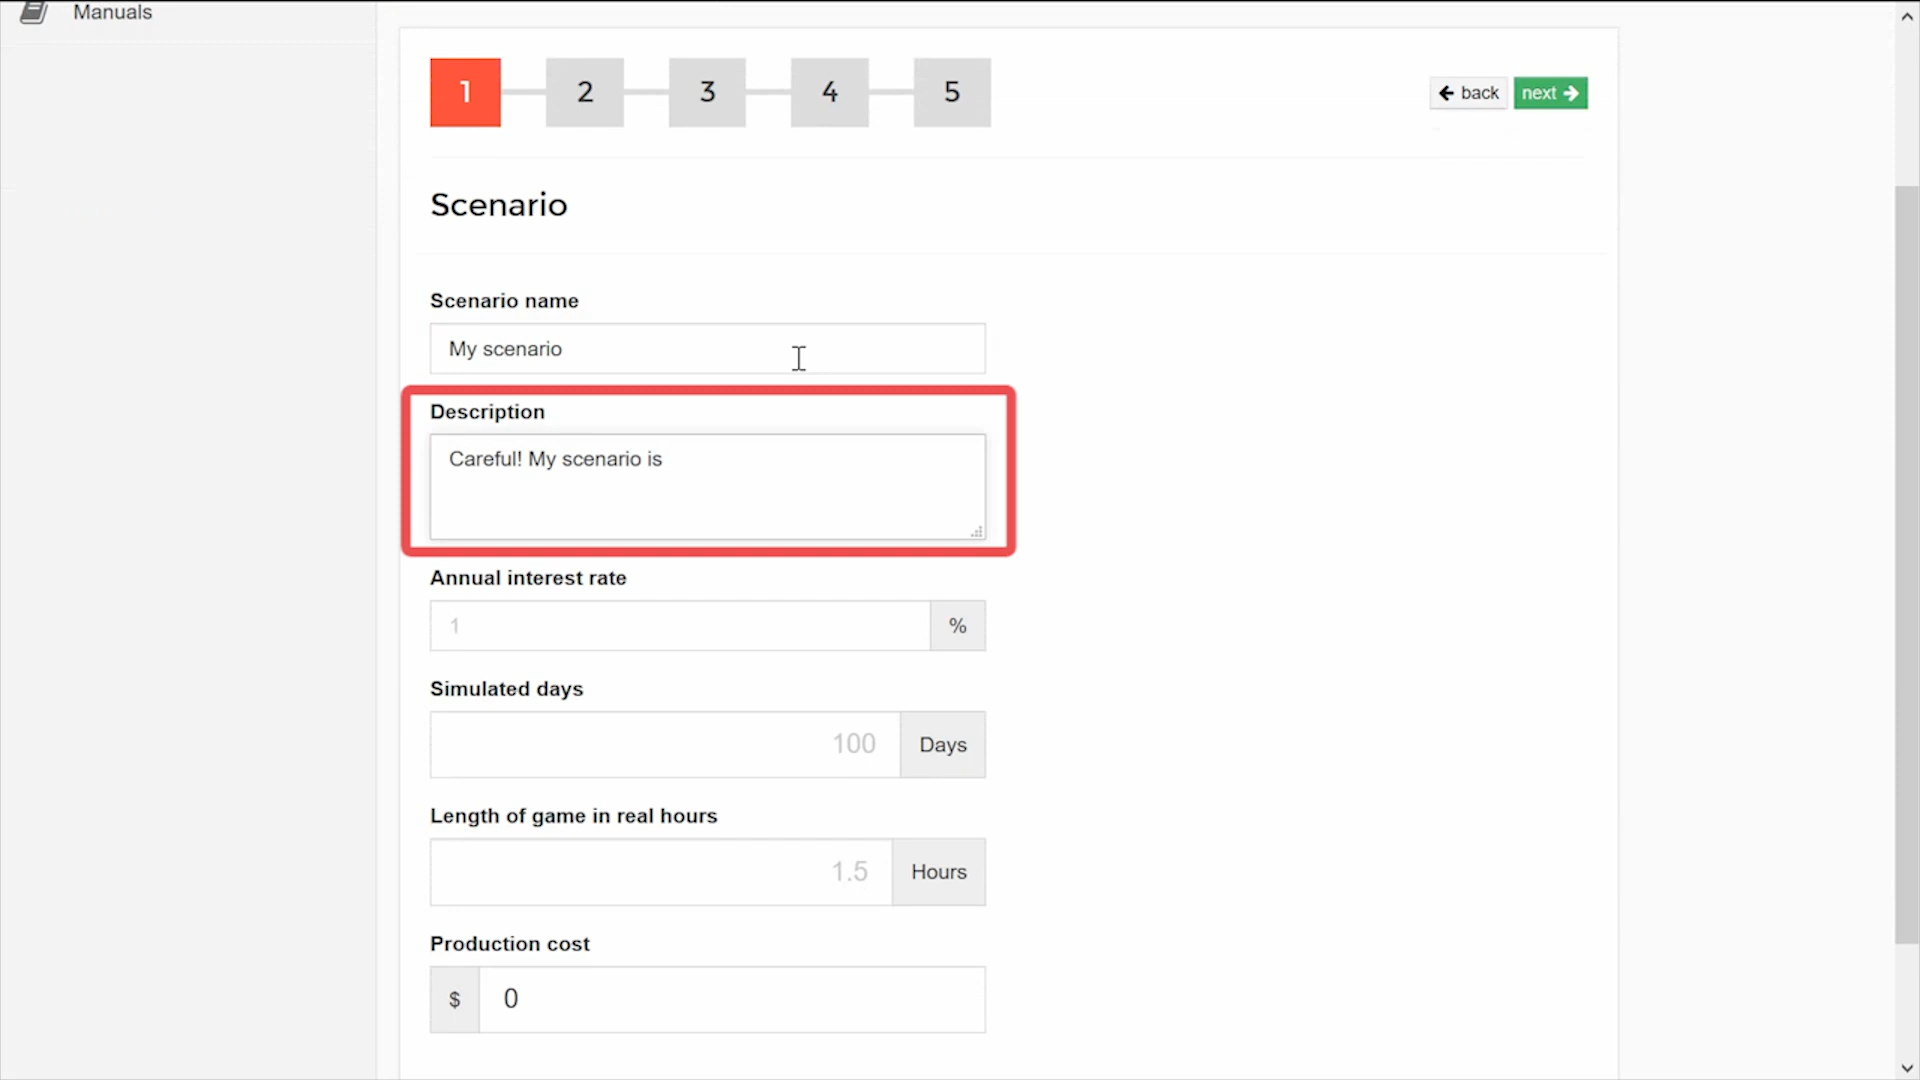 Manuals
1
2
3
4
5
back
next
Scenario
Scenario name
My scenario
Description
Careful! My scenario is
Annual interest rate
1
%
Simulated days
100
Days
Length of game in real hours
1.5
Hours
Production cost
$
0